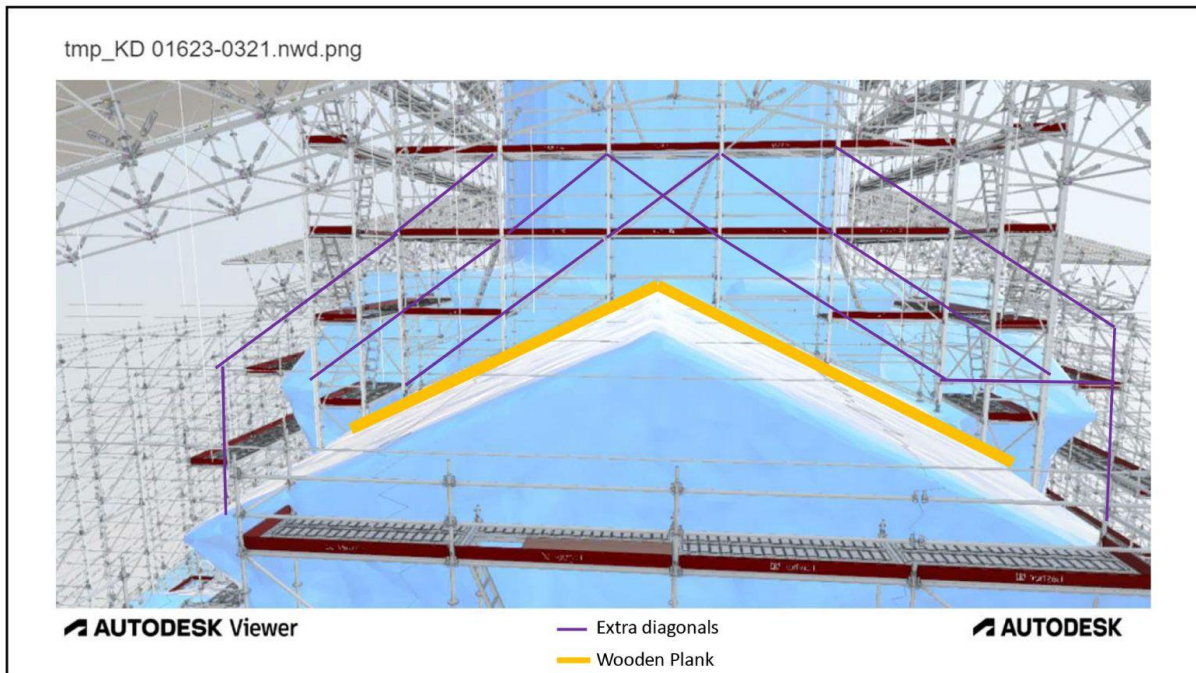 tmp_KD 01623-0321.nwd.png
AUTODESK Viewer
AUTODESK
Extra diagonals
Wooden Plank